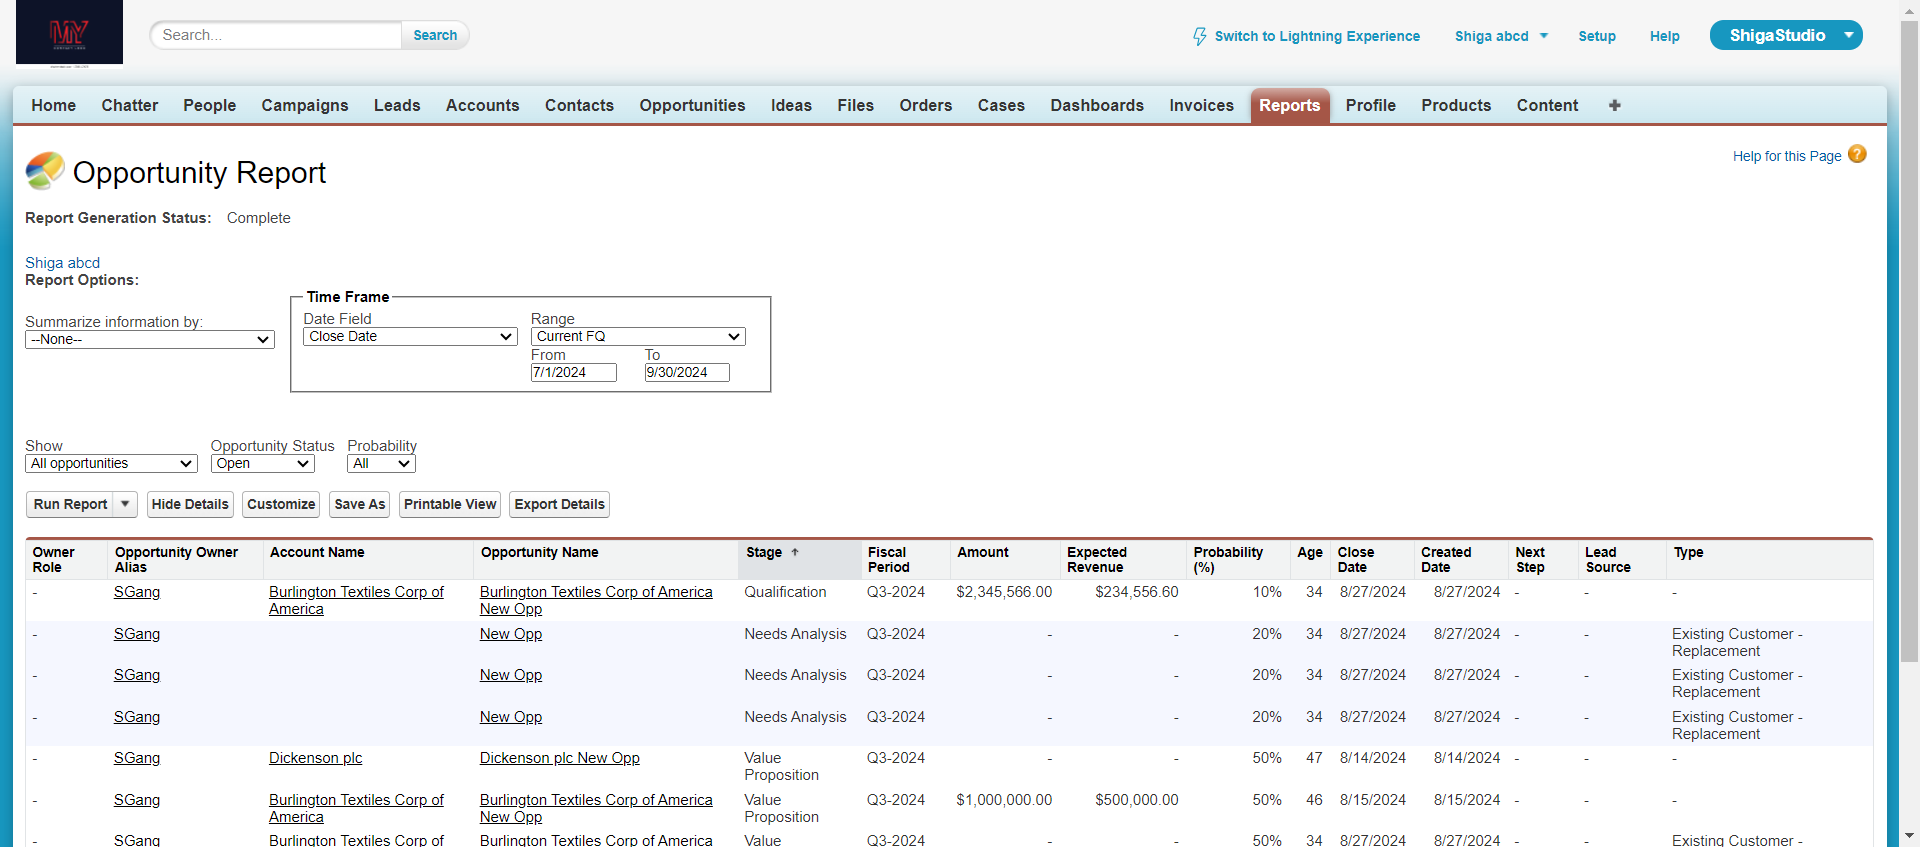 MY
Search...
Search
Switch to Lightning Experience
Shiga abcd
Setup
Help
ShigaStudio
Home Chatter People Campaigns Leads Accounts Contacts Opportunities Ideas Files Orders Cases Dashboards Invoices Reports Profile Products Content +
Opportunity Report
Help for this Page ?
Report Generation Status: Complete
Shiga abcd
Report Options:
Time Frame
Summarize information by:
--None--
Date Field
Close Date
Range
Current FQ
From To
7/1/2024 9/30/2024
Show Opportunity Status Probability
All opportunities Open All
Run Report Hide Details Customize Save As Printable View Export Details
Owner Role Opportunity Owner Alias Account Name Opportunity Name Stage Fiscal Period Amount Expected Revenue Probability (%) Age Close Date Created Date Next Step Lead Source Type
- SGang Burlington Textiles Corp of America Burlington Textiles Corp of America New Opp Qualification Q3-2024 $2,345,566.00 $234,556.60 10% 34 8/27/2024 8/27/2024 - - -
- SGang New Opp Needs Analysis Q3-2024 - - 20% 34 8/27/2024 8/27/2024 - - Existing Customer - Replacement
- SGang New Opp Needs Analysis Q3-2024 - - 20% 34 8/27/2024 8/27/2024 - - Existing Customer - Replacement
- SGang New Opp Needs Analysis Q3-2024 - - 20% 34 8/27/2024 8/27/2024 - - Existing Customer - Replacement
- SGang Dickenson plc Dickenson plc New Opp Value Proposition Q3-2024 - - 50% 47 8/14/2024 8/14/2024 - - -
- SGang Burlington Textiles Corp of America Burlington Textiles Corp of America New Opp Value Proposition Q3-2024 $1,000,000.00 $500,000.00 50% 46 8/15/2024 8/15/2024 - - -
- SGang Burlington Textiles Corp of Burlington Textiles Corp of America Value Q3-2024 - - 50% 34 8/27/2024 8/27/2024 - - Existing Customer -